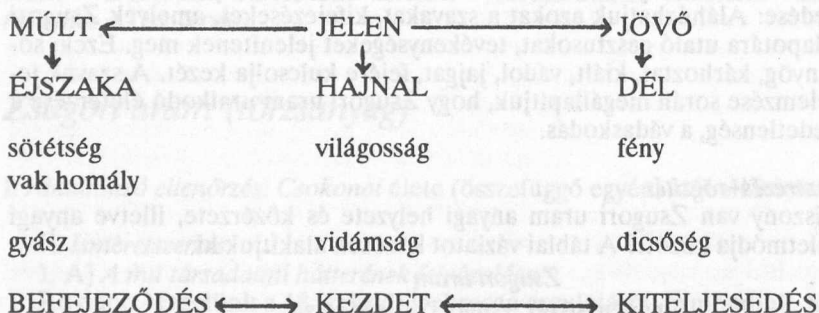 MÚLT ← JELEN → JÖVŐ
↓ ↓ ↓
ÉJSZAKA HAJNAL DÉL
sötétség világosság fény
vak homály
gyász vidámság dicsőség
BEFEJEZŐDÉS ↔ KEZDET ↔ KITELJESEDÉS